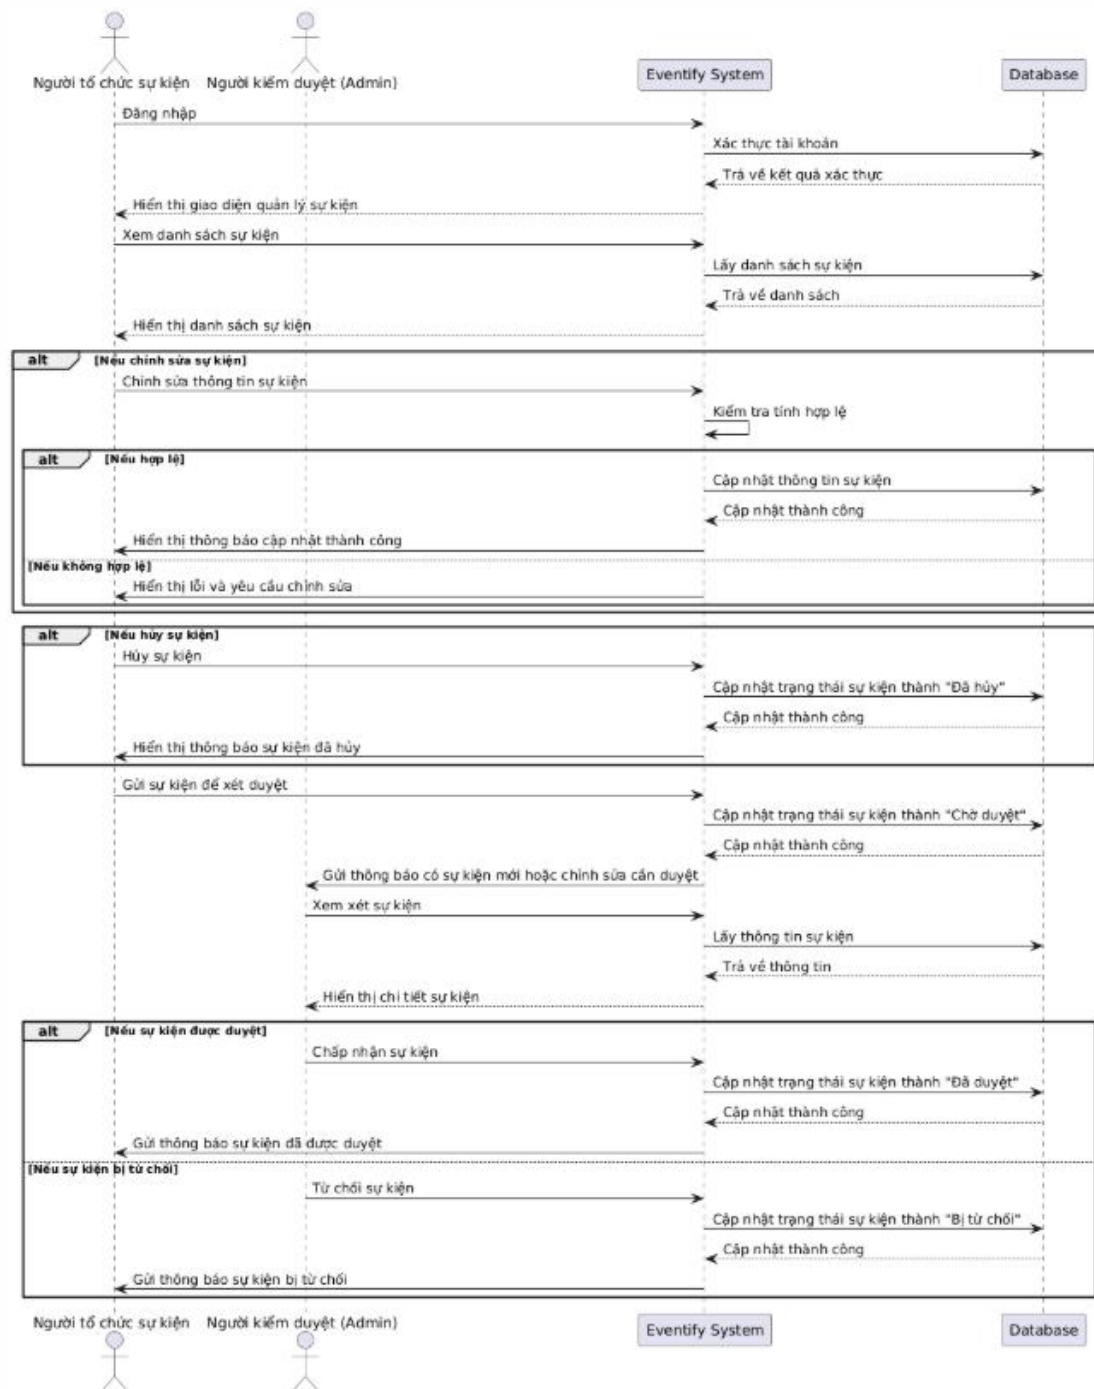 Người tổ chức sự kiện Người kiểm duyệt (Admin) Eventify System Database
Đăng nhập
Xác thực tài khoản
Trả về kết quả xác thực
Hiển thị giao diện quản lý sự kiện
Xem danh sách sự kiện
Lấy danh sách sự kiện
Trả về danh sách
Hiển thị danh sách sự kiện
alt [Nếu chỉnh sửa sự kiện]
Chỉnh sửa thông tin sự kiện
Kiểm tra tính hợp lệ
alt [Nếu hợp lệ]
Cập nhật thông tin sự kiện
Cập nhật thành công
Hiển thị thông báo cập nhật thành công
[Nếu không hợp lệ]
Hiển thị lỗi và yêu cầu chỉnh sửa
alt [Nếu hủy sự kiện]
Hủy sự kiện
Cập nhật trạng thái sự kiện thành "Đã hủy"
Cập nhật thành công
Hiển thị thông báo sự kiện đã hủy
Gửi sự kiện để xét duyệt
Cập nhật trạng thái sự kiện thành "Chờ duyệt"
Cập nhật thành công
Gửi thông báo có sự kiện mới hoặc chỉnh sửa cần duyệt
Xem xét sự kiện
Lấy thông tin sự kiện
Trả về thông tin
Hiển thị chi tiết sự kiện
alt [Nếu sự kiện được duyệt]
Chấp nhận sự kiện
Cập nhật trạng thái sự kiện thành "Đã duyệt"
Cập nhật thành công
Gửi thông báo sự kiện đã được duyệt
[Nếu sự kiện bị từ chối]
Từ chối sự kiện
Cập nhật trạng thái sự kiện thành "Bị từ chối"
Cập nhật thành công
Gửi thông báo sự kiện bị từ chối
Người tổ chức sự kiện Người kiểm duyệt (Admin) Eventify System Database